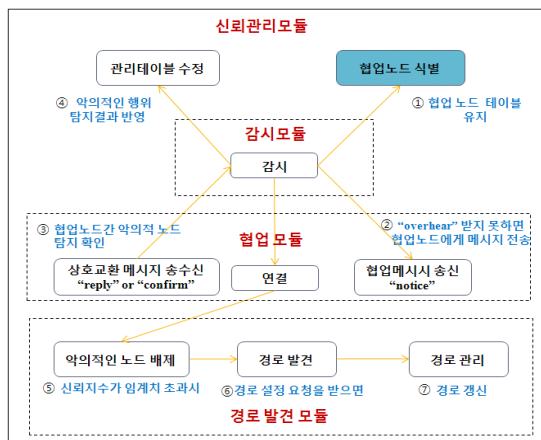 신뢰관리모듈
관리테이블 수정
협업노드 식별
④ 악의적인 행위
탐지결과 반영
① 협업 노드 테이블
유지
감시모듈
감시
③ 협업노드간 악의적 노드
탐지 확인
② “overhear” 받지 못하면
협업노드에게 메시지 전송
협업 모듈
상호교환 메시지 송수신
“reply” or “confirm”
연결
협업메시시 송신
“notice”
악의적인 노드 배제
경로 발견
경로 관리
⑤ 신뢰지수가 임계치 초과시
⑥경로 설정 요청을 받으면
⑦ 경로 갱신
경로 발견 모듈